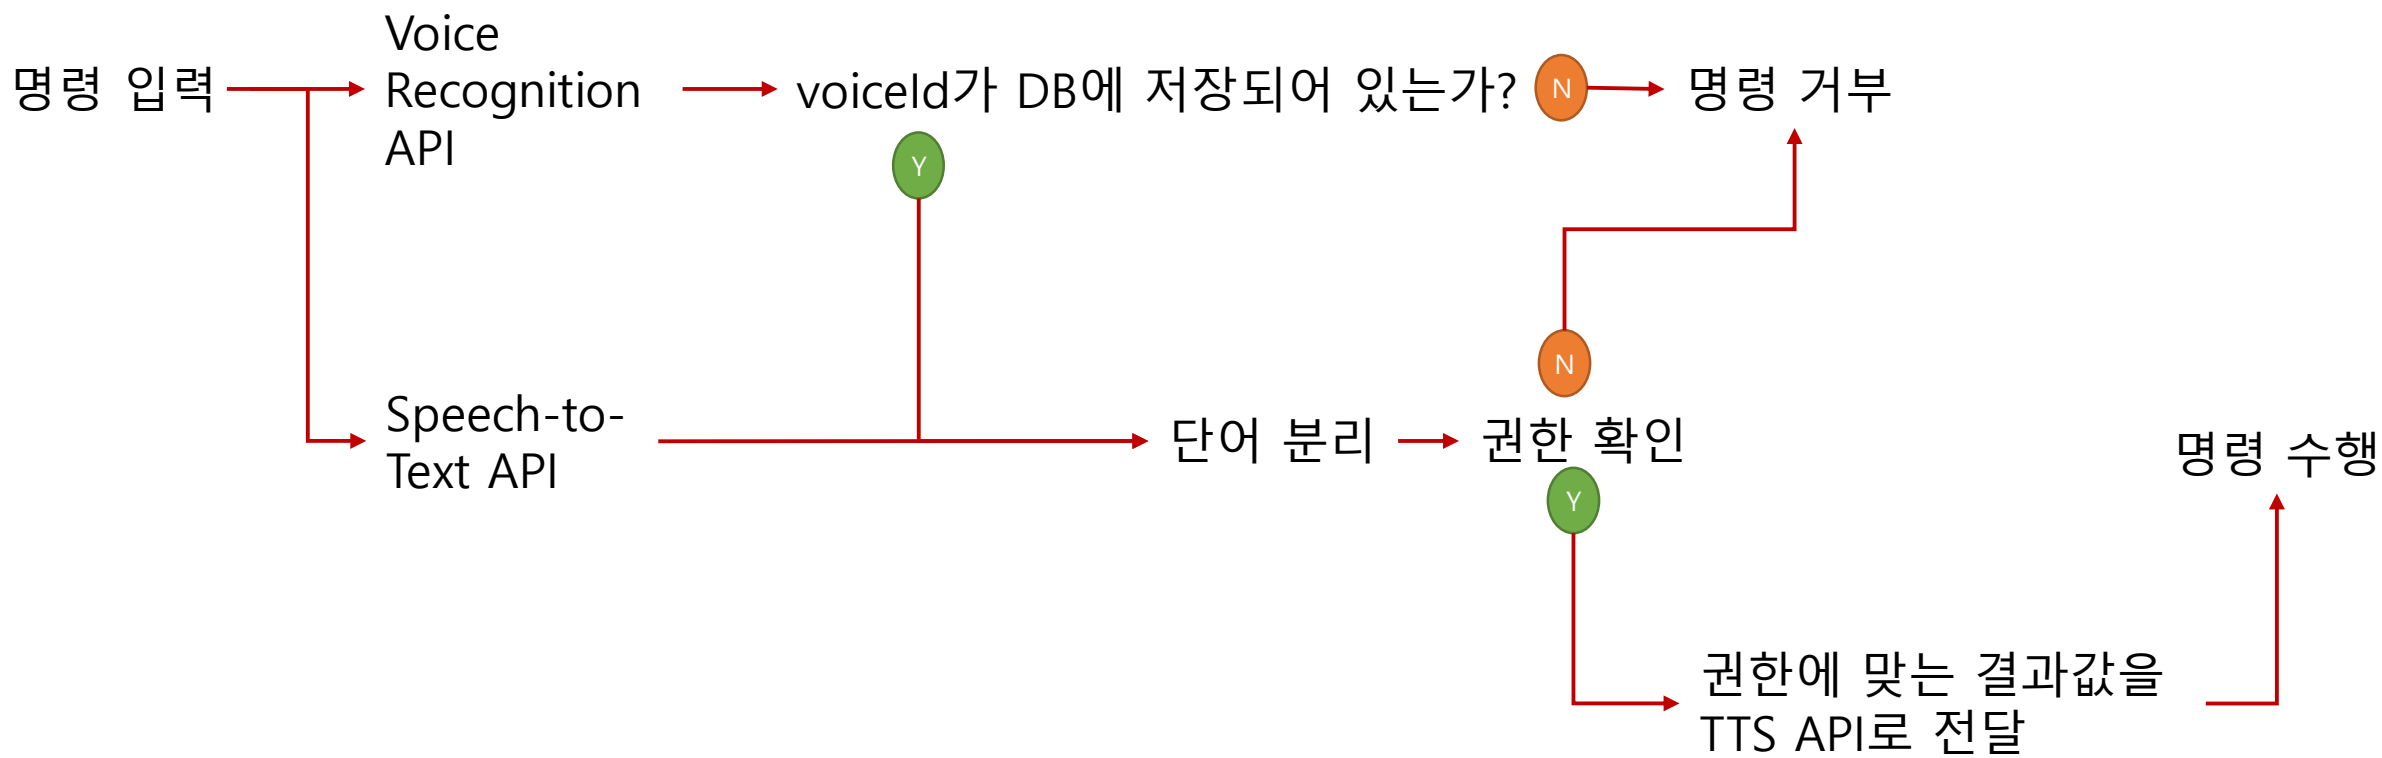 명령 입력
Voice
Recognition
API
voiceId가 DB에 저장되어 있는가?
N
명령 거부
Y
N
Speech-to-
Text API
단어 분리
권한 확인
Y
명령 수행
권한에 맞는 결과값을
TTS API로 전달